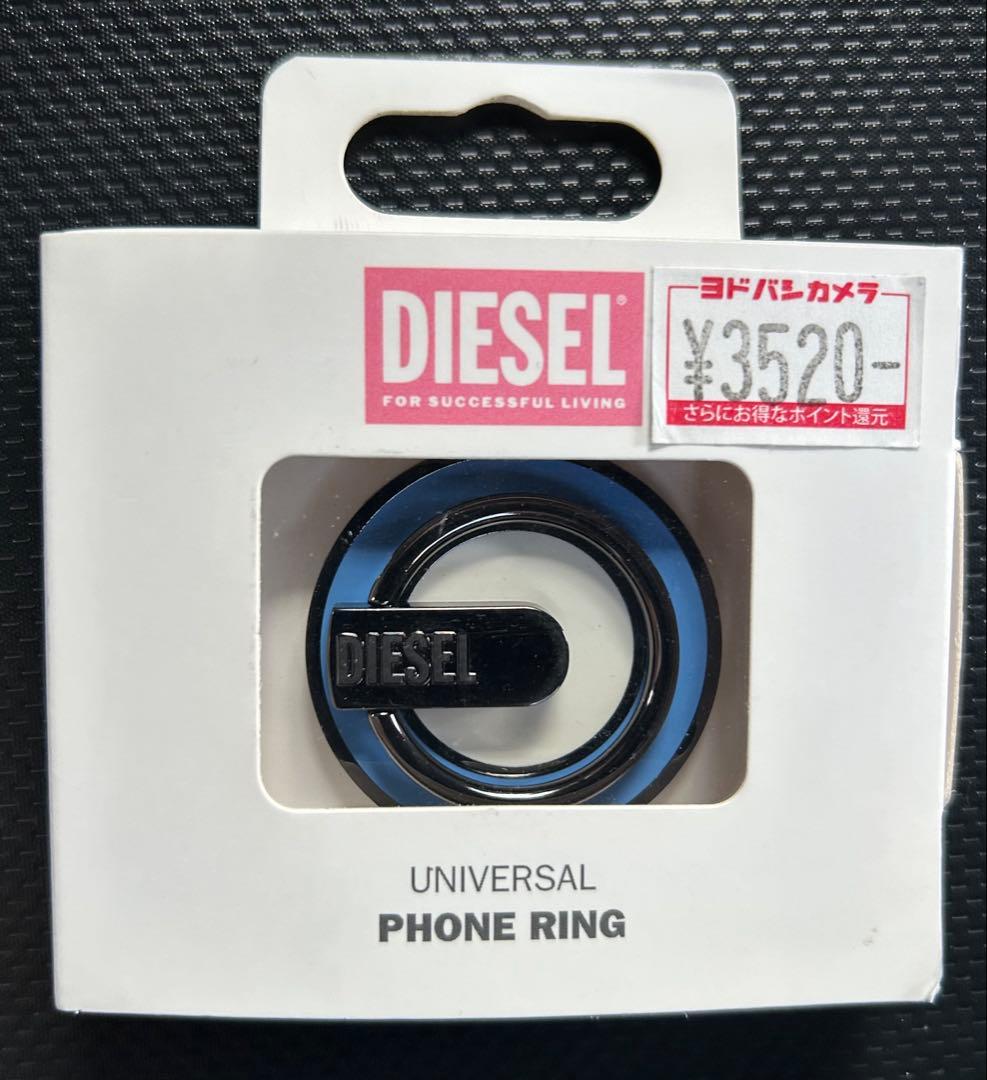 DIESEL®
FOR SUCCESSFUL LIVING
ヨドバシカメラ
¥3520-
さらにお得なポイント還元
DIESEL
UNIVERSAL
PHONE RING